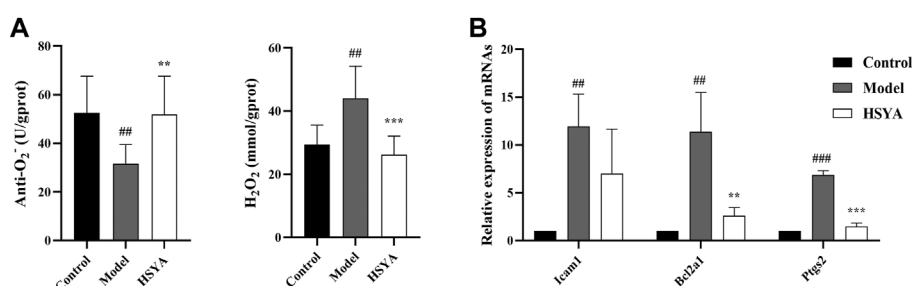 A
Anti-O₂⁻ (U/gprot)
80
60
40
20
0
##
**
Control
Model
HSYA
H₂O₂ (mmol/gprot)
60
40
20
0
##
***
Control
Model
HSYA
B
Relative expression of mRNAs
20
15
10
5
0
##
##
**
###
***
Icam1
Bcl2a1
Ptgs2
Control
Model
HSYA